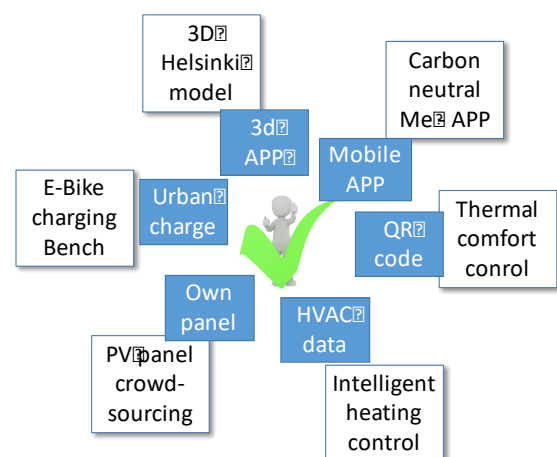 3D
Helsinki
model
3d
APP
Carbon
neutral
Me - APP
Mobile
APP
E-Bike
charging
Bench
Urban
charge
QR
code
Thermal
comfort
conrol
Own
panel
HVAC
data
PV panel
crowd-
sourcing
Intelligent
heating
control